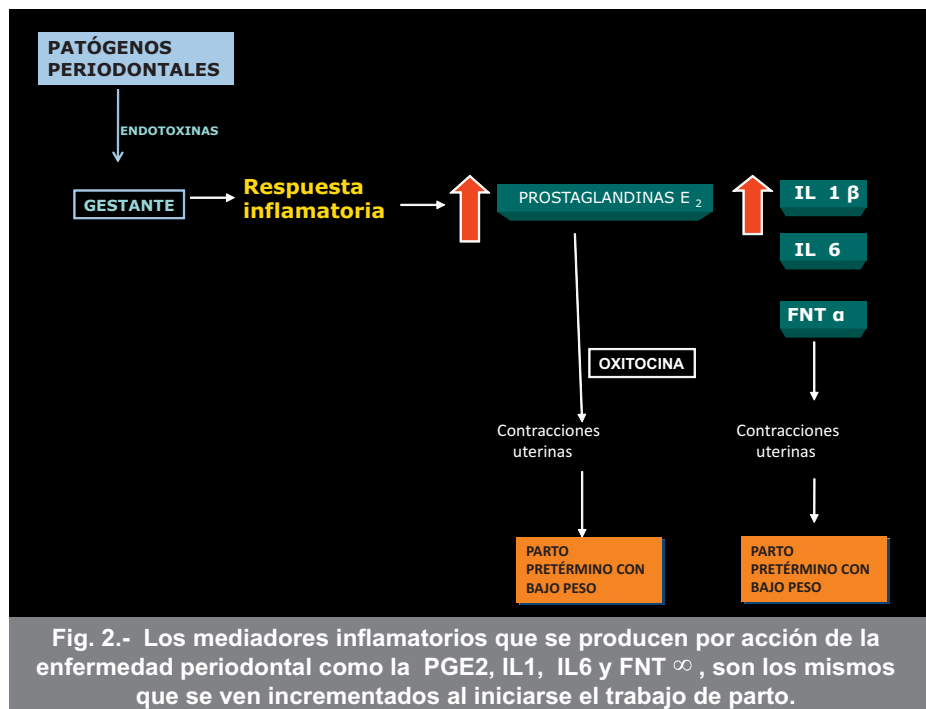 PATÓGENOS
PERIODONTALES
ENDOTOXINAS
GESTANTE
Respuesta
inflamatoria
PROSTAGLANDINAS E 2
IL 1 β
IL 6
FNT α
OXITOCINA
Contracciones
uterinas
Contracciones
uterinas
PARTO
PRETÉRMINO CON
BAJO PESO
PARTO
PRETÉRMINO CON
BAJO PESO
Fig. 2.- Los mediadores inflamatorios que se producen por acción de la
enfermedad periodontal como la PGE2, IL1, IL6 y FNT ∞ , son los mismos
que se ven incrementados al iniciarse el trabajo de parto.